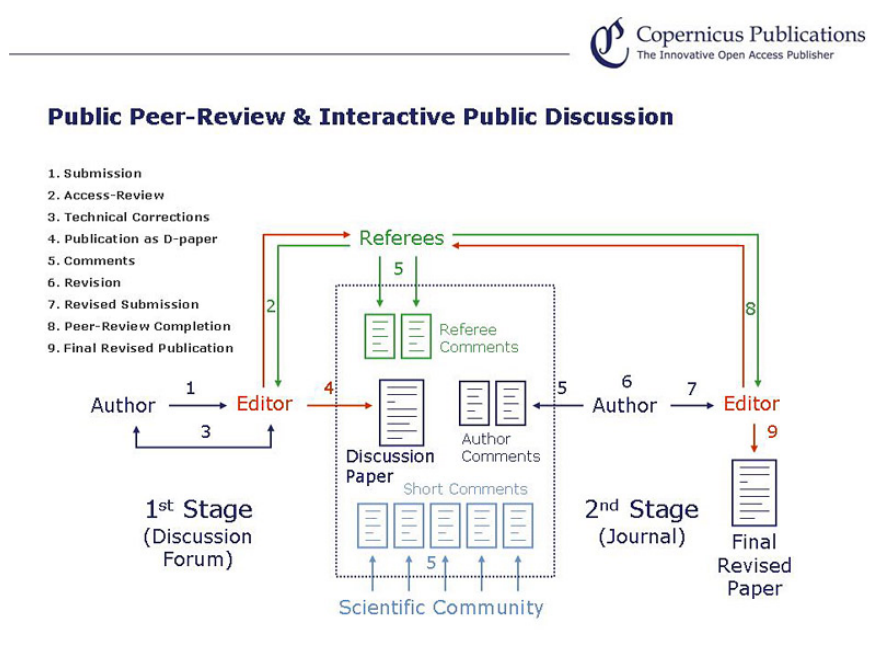 Copernicus Publications
The Innovative Open Access Publisher
Public Peer-Review & Interactive Public Discussion
1. Submission
2. Access-Review
3. Technical Corrections
4. Publication as D-paper
5. Comments
6. Revision
7. Revised Submission
8. Peer-Review Completion
9. Final Revised Publication
Referees
5
2
8
Referee
Comments
Author
1
Editor
3
4
Discussion
Paper
Author
Comments
5
6
Author
7
Editor
9
Short Comments
5
Scientific Community
1st Stage
(Discussion
Forum)
2nd Stage
(Journal)
Final
Revised
Paper